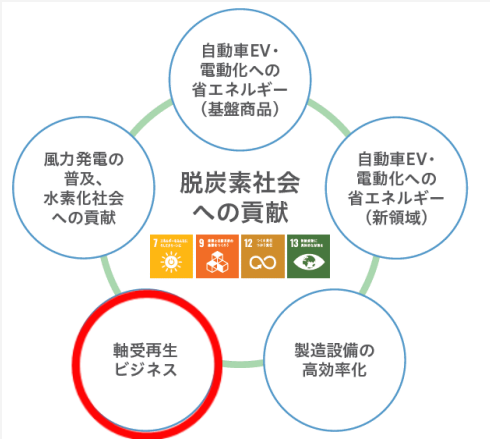 自動車EV・
電動化への
省エネルギー
（基盤商品）
風力発電の
普及、
水素化社会
への貢献
脱炭素社会
への貢献
自動車EV・
電動化への
省エネルギー
（新領域）
7
9
12
13
軸受再生
ビジネス
製造設備の
高効率化